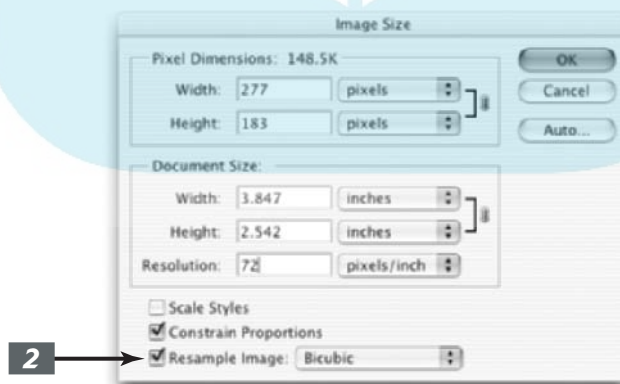 Image Size
Pixel Dimensions: 148.5K
Width: 277 pixels
Height: 183 pixels
OK
Cancel
Auto...
Document Size:
Width: 3.847 inches
Height: 2.542 inches
Resolution: 72 pixels/inch
Scale Styles
Constrain Proportions
2 Resample Image: Bicubic